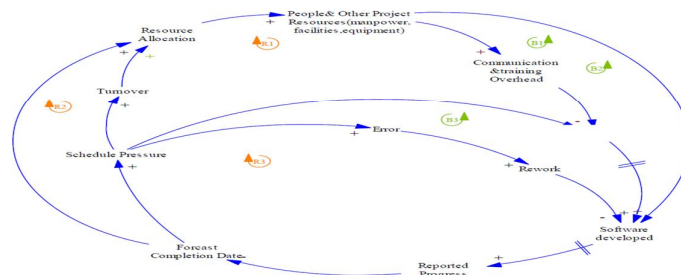 People& Other Project
Resources(manpower,
facilities,equipment)
Resource
Allocation
R1
B1
B2
Communication
&training
Overhead
Turnover
R2
B3
Error
Schedule Pressure
R3
Rework
Software
developed
Forcast
Completion Date
Reported
Progress